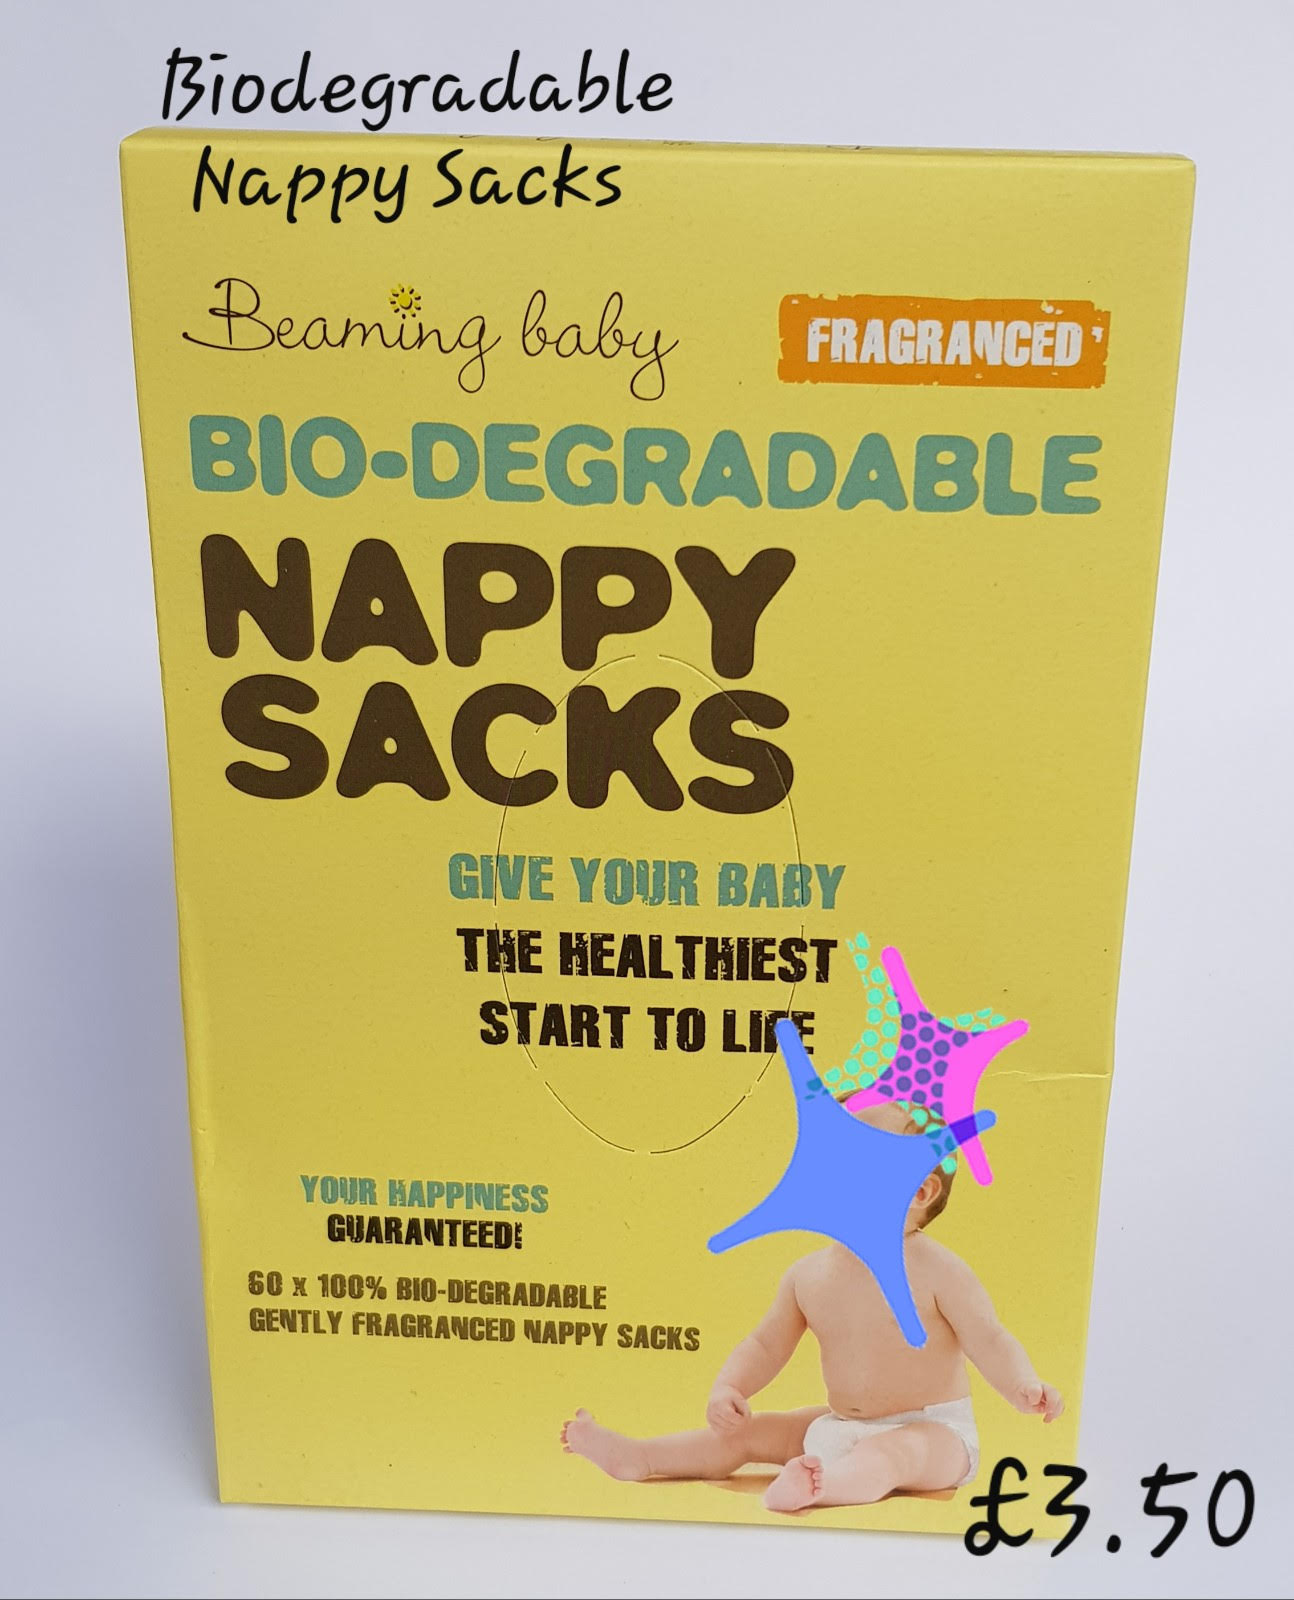 Biodegradable
Nappy Sacks
Beaming baby
FRAGRANCED
BIO-DEGRADABLE
NAPPY
SACKS
GIVE YOUR BABY
THE HEALTHIEST
START TO LIFE
YOUR HAPPINESS
GUARANTEED!
60 x 100% BIO-DEGRADABLE
GENTLY FRAGRANCED NAPPY SACKS
£3.50